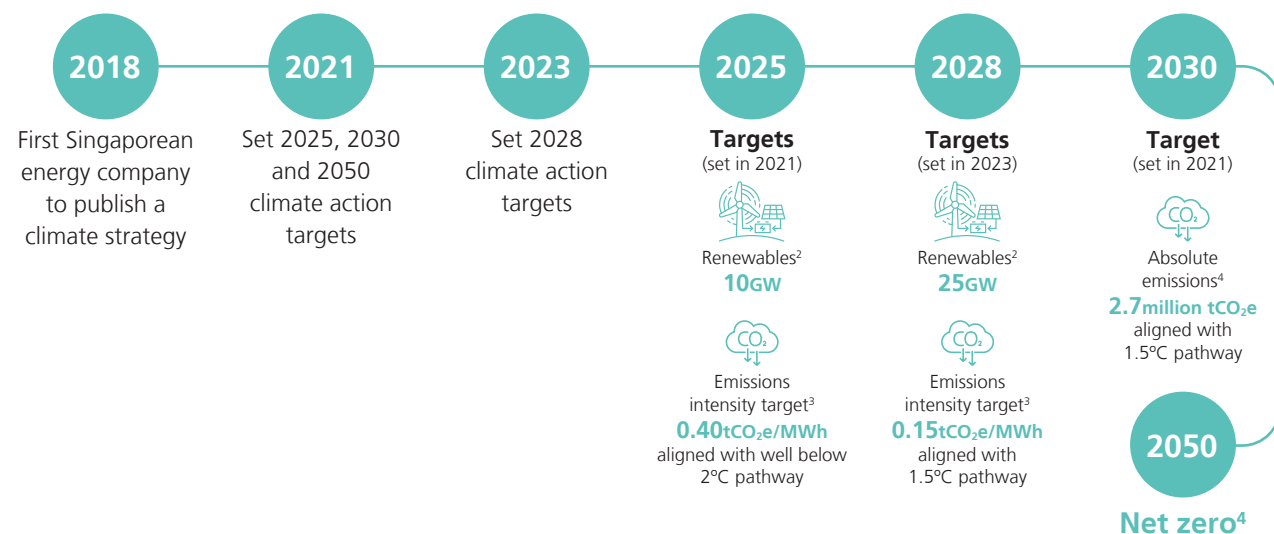 2018
First Singaporean
energy company
to publish a
climate strategy
2021
Set 2025, 2030
and 2050
climate action
targets
2023
Set 2028
climate action
targets
2025
Targets
(set in 2021)
Renewables²
10GW
CO₂
Emissions
intensity target³
0.40tCO₂e/MWh
aligned with well below
2ºC pathway
2028
Targets
(set in 2023)
Renewables²
25GW
CO₂
Emissions
intensity target³
0.15tCO₂e/MWh
aligned with
1.5ºC pathway
2030
Target
(set in 2021)
CO₂
Absolute
emissions⁴
2.7million tCO₂e
aligned with
1.5ºC pathway
2050
Net zero⁴